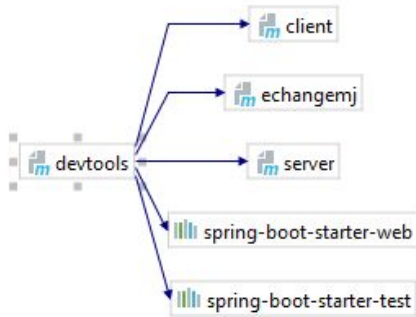 client
echangemj
devtools
server
spring-boot-starter-web
spring-boot-starter-test